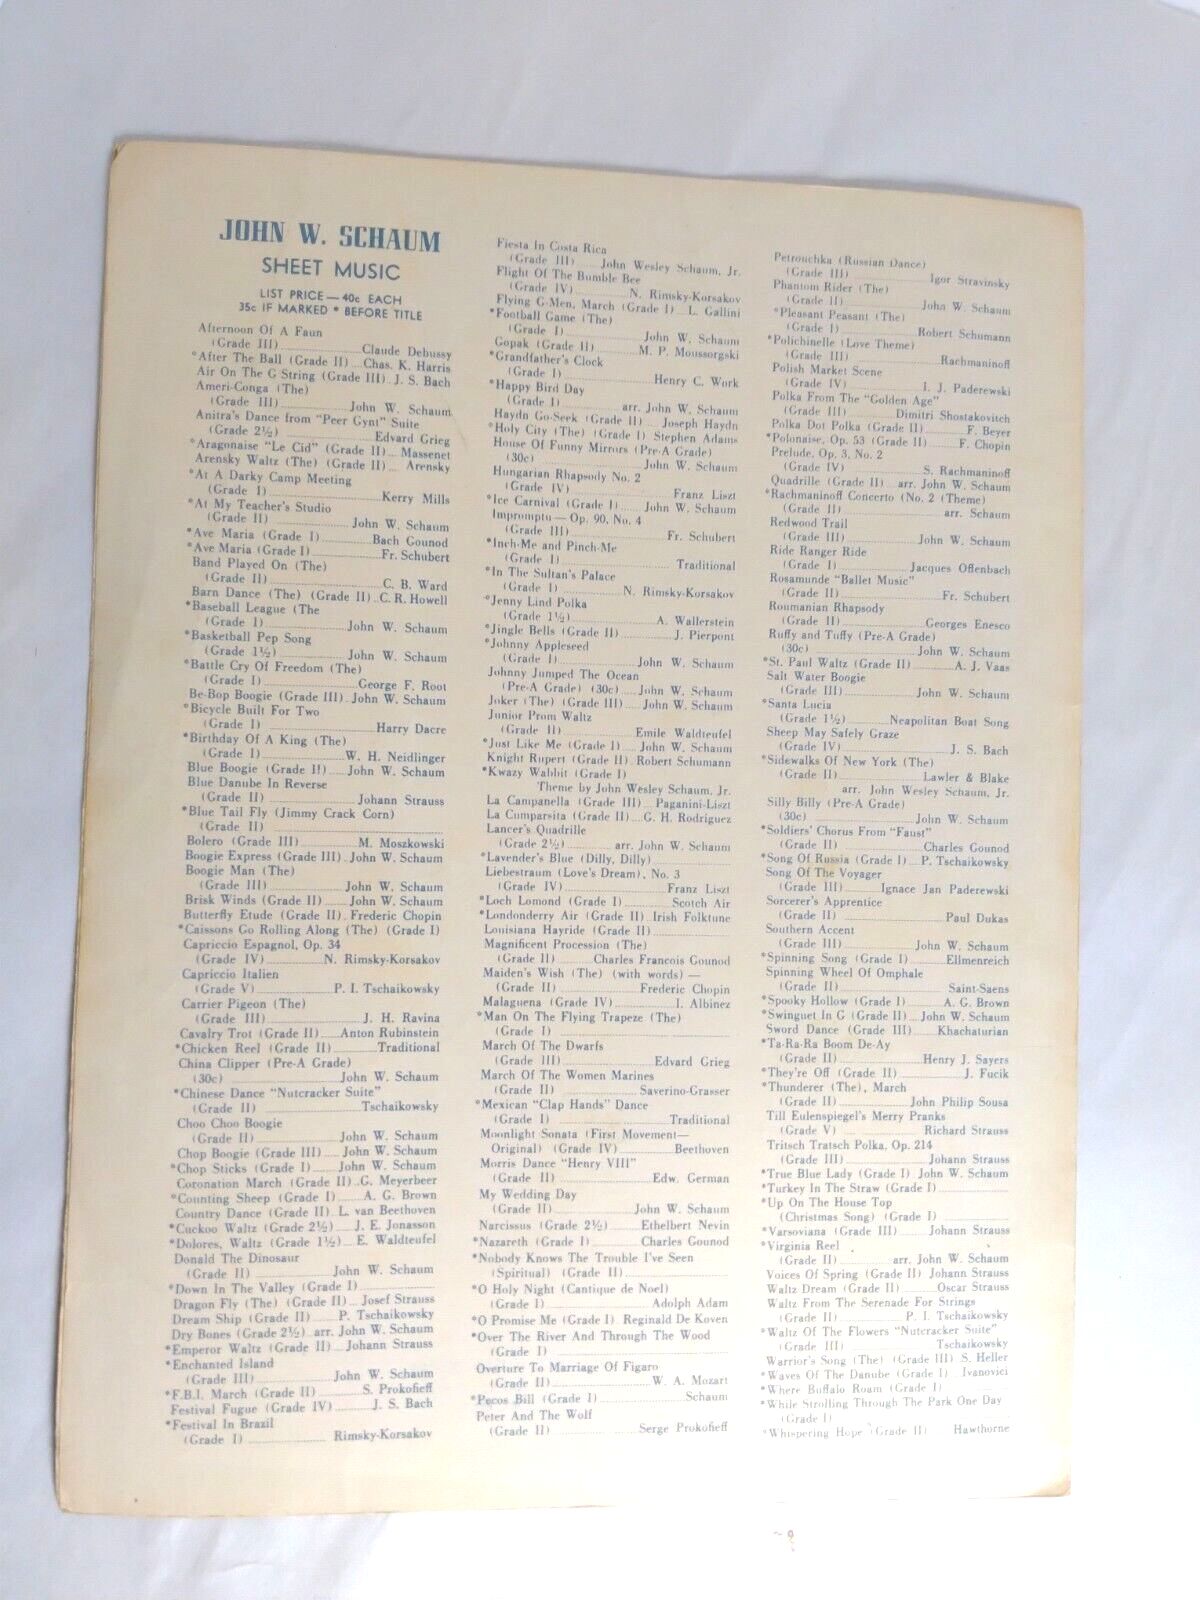 JOHN W. SCHAUM
SHEET MUSIC
LIST PRICE — 40c EACH
35c IF MARKED * BEFORE TITLE
Afternoon Of A Faun
(Grade III) Claude Debussy
*After The Ball (Grade II) Chas. K. Harris
Air On The G String (Grade III) J. S. Bach
Ameri-Conga (The)
(Grade III) John W. Schaum
Anitra's Dance from "Peer Gynt" Suite
(Grade 2½) Edvard Grieg
*Aragonaise "Le Cid" (Grade II) Massenet
Arensky Waltz (The) (Grade II) Arensky
*At A Darky Camp Meeting
(Grade I) Kerry Mills
*At My Teacher's Studio
(Grade II) John W. Schaum
*Ave Maria (Grade I) Bach Gounod
*Ave Maria (Grade I) Fr. Schubert
Band Played On (The)
(Grade II) C. B. Ward
Barn Dance (The) (Grade II) C. R. Howell
*Baseball League (The
(Grade I) John W. Schaum
*Basketball Pep Song
(Grade 1½) John W. Schaum
*Battle Cry Of Freedom (The)
(Grade I) George F. Root
Be-Bop Boogie (Grade III) John W. Schaum
*Bicycle Built For Two
(Grade I) Harry Dacre
*Birthday Of A King (The)
(Grade I) W. H. Neidlinger
Blue Boogie (Grade II) John W. Schaum
Blue Danube In Reverse
(Grade II) Johann Strauss
*Blue Tail Fly (Jimmy Crack Corn)
(Grade II)
Bolero (Grade III) M. Moszkowski
Boogie Express (Grade III) John W. Schaum
Boogie Man (The)
(Grade III) John W. Schaum
Brisk Winds (Grade II) John W. Schaum
Butterfly Etude (Grade II) Frederic Chopin
*Caissons Go Rolling Along (The) (Grade I)
Capriccio Espagnol, Op. 34
(Grade IV) N. Rimsky-Korsakov
Capriccio Italien
(Grade V) P. I. Tschaikowsky
Carrier Pigeon (The)
(Grade III) J. H. Ravina
Cavalry Trot (Grade II) Anton Rubinstein
*Chicken Reel (Grade II) Traditional
China Clipper (Pre-A Grade)
(30c) John W. Schaum
*Chinese Dance "Nutcracker Suite"
(Grade II) Tschaikowsky
Choo Choo Boogie
(Grade II) John W. Schaum
Chop Boogie (Grade III) John W. Schaum
*Chop Sticks (Grade I) John W. Schaum
Coronation March (Grade II) G. Meyerbeer
*Counting Sheep (Grade I) A. G. Brown
Country Dance (Grade II) L. van Beethoven
*Cuckoo Waltz (Grade 2½) J. E. Jonasson
*Dolores, Waltz (Grade 1½) E. Waldteufel
Donald The Dinosaur
(Grade II) John W. Schaum
*Down In The Valley (Grade I)
Dragon Fly (The) (Grade II) Josef Strauss
Dream Ship (Grade II) P. Tschaikowsky
Dry Bones (Grade 2½) arr. John W. Schaum
*Emperor Waltz (Grade II) Johann Strauss
*Enchanted Island
(Grade III) John W. Schaum
*F.B.I. March (Grade II) S. Prokofieff
Festival Fugue (Grade IV) J. S. Bach
*Festival In Brazil
(Grade I) Rimsky-Korsakov
Fiesta In Costa Rica
(Grade III) John Wesley Schaum, Jr.
Flight Of The Bumble Bee
(Grade IV) N. Rimsky-Korsakov
Flying G-Men, March (Grade I) L. Gallini
*Football Game (The)
(Grade I) John W. Schaum
Gopak (Grade II) M. P. Moussorgski
*Grandfather's Clock
(Grade I) Henry C. Work
*Happy Bird Day
(Grade I) arr. John W. Schaum
Haydn Go-Seek (Grade II) Joseph Haydn
*Holy City (The) (Grade I) Stephen Adams
House Of Funny Mirrors (Pre-A Grade)
(30c) John W. Schaum
Hungarian Rhapsody No. 2
(Grade IV) Franz Liszt
*Ice Carnival (Grade I) John W. Schaum
Impromptu — Op. 90, No. 4
(Grade III) Fr. Schubert
*Inch-Me and Pinch-Me
(Grade I) Traditional
*In The Sultan's Palace
(Grade I) N. Rimsky-Korsakov
*Jenny Lind Polka
(Grade 1½) A. Wallerstein
*Jingle Bells (Grade II) J. Pierpont
*Johnny Appleseed
(Grade I) John W. Schaum
Johnny Jumped The Ocean
(Pre-A Grade) (30c) John W. Schaum
Joker (The) (Grade III) John W. Schaum
Junior Prom Waltz
(Grade II) Emile Waldteufel
*Just Like Me (Grade I) John W. Schaum
Knight Rupert (Grade II) Robert Schumann
*Kwazy Wabbit (Grade I)
Theme by John Wesley Schaum, Jr.
La Campanella (Grade III) Paganini-Liszt
La Cumparsita (Grade II) G. H. Rodriguez
Lancer's Quadrille
(Grade 2½) arr. John W. Schaum
*Lavender's Blue (Dilly, Dilly)
Liebestraum (Love's Dream), No. 3
(Grade IV) Franz Liszt
*Loch Lomond (Grade I) Scotch Air
*Londonderry Air (Grade II) Irish Folktune
Louisiana Hayride (Grade II)
Magnificent Procession (The)
(Grade II) Charles Francois Gounod
Maiden's Wish (The) (with words) —
(Grade II) Frederic Chopin
Malaguena (Grade IV) I. Albinez
*Man On The Flying Trapeze (The)
(Grade I)
March Of The Dwarfs
(Grade III) Edvard Grieg
March Of The Women Marines
(Grade II) Saverino-Grasser
*Mexican "Clap Hands" Dance
(Grade I) Traditional
Moonlight Sonata (First Movement—
Original) (Grade IV) Beethoven
Morris Dance "Henry VIII"
(Grade II) Edw. German
My Wedding Day
(Grade II) John W. Schaum
Narcissus (Grade 2½) Ethelbert Nevin
*Nazareth (Grade I) Charles Gounod
*Nobody Knows The Trouble I've Seen
(Spiritual) (Grade II)
*O Holy Night (Cantique de Noel)
(Grade I) Adolph Adam
*O Promise Me (Grade I) Reginald De Koven
*Over The River And Through The Wood
(Grade I)
Overture To Marriage Of Figaro
(Grade II) W. A. Mozart
*Pecos Bill (Grade I) Schaum
Peter And The Wolf
(Grade II) Serge Prokofieff
Petrouchka (Russian Dance)
(Grade III) Igor Stravinsky
Phantom Rider (The)
(Grade II) John W. Schaum
*Pleasant Peasant (The)
(Grade I) Robert Schumann
*Polichinelle (Love Theme)
(Grade III) Rachmaninoff
Polish Market Scene
(Grade IV) I. J. Paderewski
Polka From The "Golden Age"
(Grade III) Dimitri Shostakovitch
Polka Dot Polka (Grade II) F. Beyer
*Polonaise, Op. 53 (Grade II) F. Chopin
Prelude, Op. 3, No. 2
(Grade IV) S. Rachmaninoff
Quadrille (Grade II) arr. John W. Schaum
*Rachmaninoff Concerto (No. 2 (Theme)
(Grade II) arr. Schaum
Redwood Trail
(Grade III) John W. Schaum
Ride Ranger Ride
(Grade I) Jacques Offenbach
Rosamunde "Ballet Music"
(Grade II) Fr. Schubert
Roumanian Rhapsody
(Grade II) Georges Enesco
Ruffy and Tuffy (Pre-A Grade)
(30c) John W. Schaum
*St. Paul Waltz (Grade II) A. J. Vaas
Salt Water Boogie
(Grade III) John W. Schaum
*Santa Lucia
(Grade 1½) Neapolitan Boat Song
Sheep May Safely Graze
(Grade IV) J. S. Bach
*Sidewalks Of New York (The)
(Grade II) Lawler & Blake
arr. John Wesley Schaum, Jr.
Silly Billy (Pre-A Grade)
(30c) John W. Schaum
*Soldiers' Chorus From "Faust"
(Grade II) Charles Gounod
*Song Of Russia (Grade I) P. Tschaikowsky
Song Of The Voyager
(Grade III) Ignace Jan Paderewski
Sorcerer's Apprentice
(Grade II) Paul Dukas
Southern Accent
(Grade III) John W. Schaum
*Spinning Song (Grade I) Ellmenreich
Spinning Wheel Of Omphale
(Grade II) Saint-Saens
*Spooky Hollow (Grade I) A. G. Brown
*Swinguet In G (Grade II) John W. Schaum
Sword Dance (Grade III) Khachaturian
*Ta-Ra-Ra Boom De-Ay
(Grade II) Henry J. Sayers
*They're Off (Grade II) J. Fucik
*Thunderer (The), March
(Grade II) John Philip Sousa
Till Eulenspiegel's Merry Pranks
(Grade V) Richard Strauss
Tritsch Tratsch Polka, Op. 214
(Grade III) Johann Strauss
*True Blue Lady (Grade I) John W. Schaum
*Turkey In The Straw (Grade I)
*Up On The House Top
(Christmas Song) (Grade I)
*Varsoviana (Grade III) Johann Strauss
*Virginia Reel
(Grade II) arr. John W. Schaum
Voices Of Spring (Grade II) Johann Strauss
Waltz Dream (Grade II) Oscar Strauss
Waltz From The Serenade For Strings
(Grade II) P. I. Tschaikowsky
*Waltz Of The Flowers "Nutcracker Suite"
(Grade III) Tschaikowsky
Warrior's Song (The) (Grade III) S. Heller
*Waves Of The Danube (Grade I) Ivanovici
*Where Buffalo Roam (Grade I)
*While Strolling Through The Park One Day
(Grade I)
*Whispering Hope (Grade II) Hawthorne